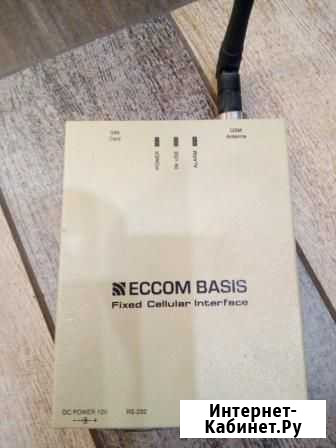 SIM
Card
GSM
Antenna
POWER
IN USE
ALARM
ECCOM BASIS
Fixed Cellular Interface
DC POWER 12V
RS-232
Интернет-
Кабинет.Ру